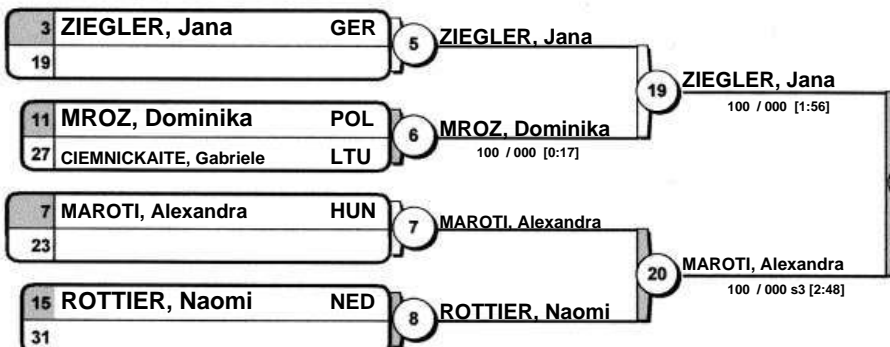 3 ZIEGLER, Jana GER
19
5 ZIEGLER, Jana
11 MROZ, Dominika POL
27 CIEMNICKAITE, Gabriele LTU
6 MROZ, Dominika
100 / 000 [0:17]
19 ZIEGLER, Jana
100 / 000 [1:56]
7 MAROTI, Alexandra HUN
23
7 MAROTI, Alexandra
15 ROTTIER, Naomi NED
31
8 ROTTIER, Naomi
20 MAROTI, Alexandra
100 / 000 s3 [2:48]